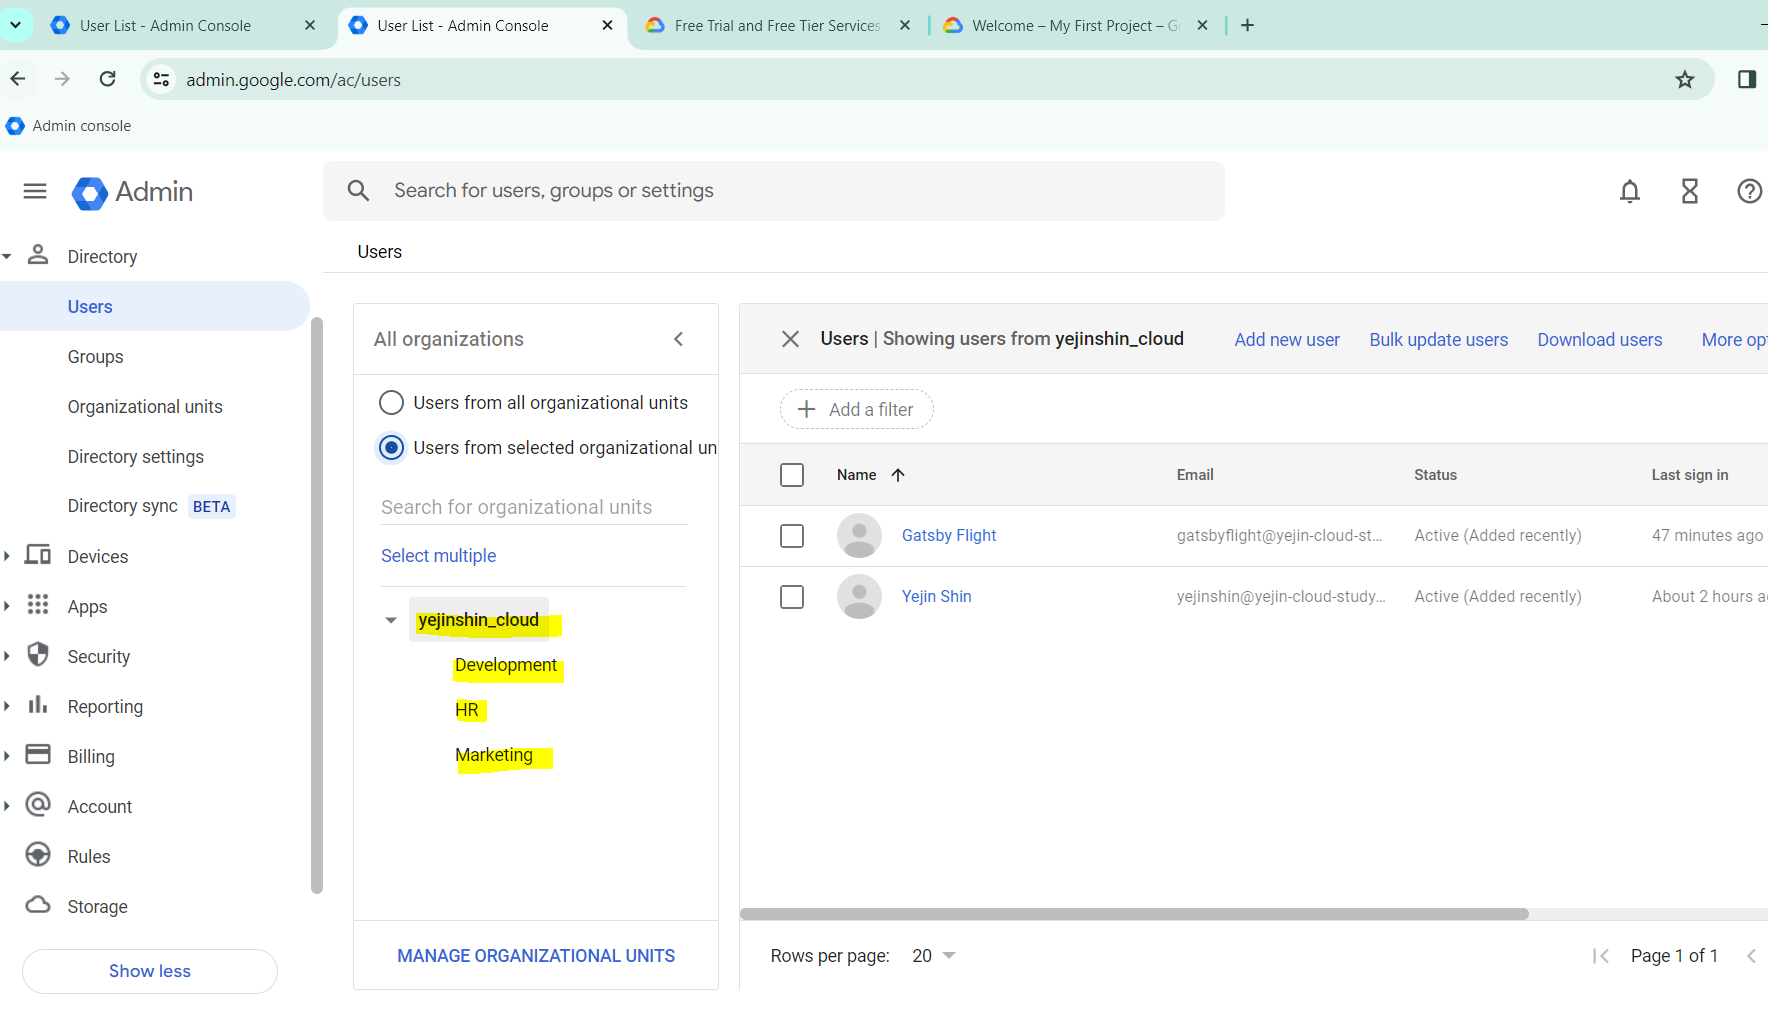 User List - Admin Console
User List - Admin Console
Free Trial and Free Tier Services
Welcome – My First Project – G
admin.google.com/ac/users
Admin console
Admin
Search for users, groups or settings
Directory
Users
Groups
Organizational units
Directory settings
Directory sync BETA
Devices
Apps
Security
Reporting
Billing
Account
Rules
Storage
Show less
Users
All organizations
Users from all organizational units
Users from selected organizational un
Search for organizational units
Select multiple
yejinshin_cloud
Development
HR
Marketing
MANAGE ORGANIZATIONAL UNITS
Users | Showing users from yejinshin_cloud Add new user Bulk update users Download users More op
Add a filter
Name Email Status Last sign in
Gatsby Flight gatsbyflight@yejin-cloud-st... Active (Added recently) 47 minutes ago
Yejin Shin yejinshin@yejin-cloud-study... Active (Added recently) About 2 hours a
Rows per page: 20 Page 1 of 1